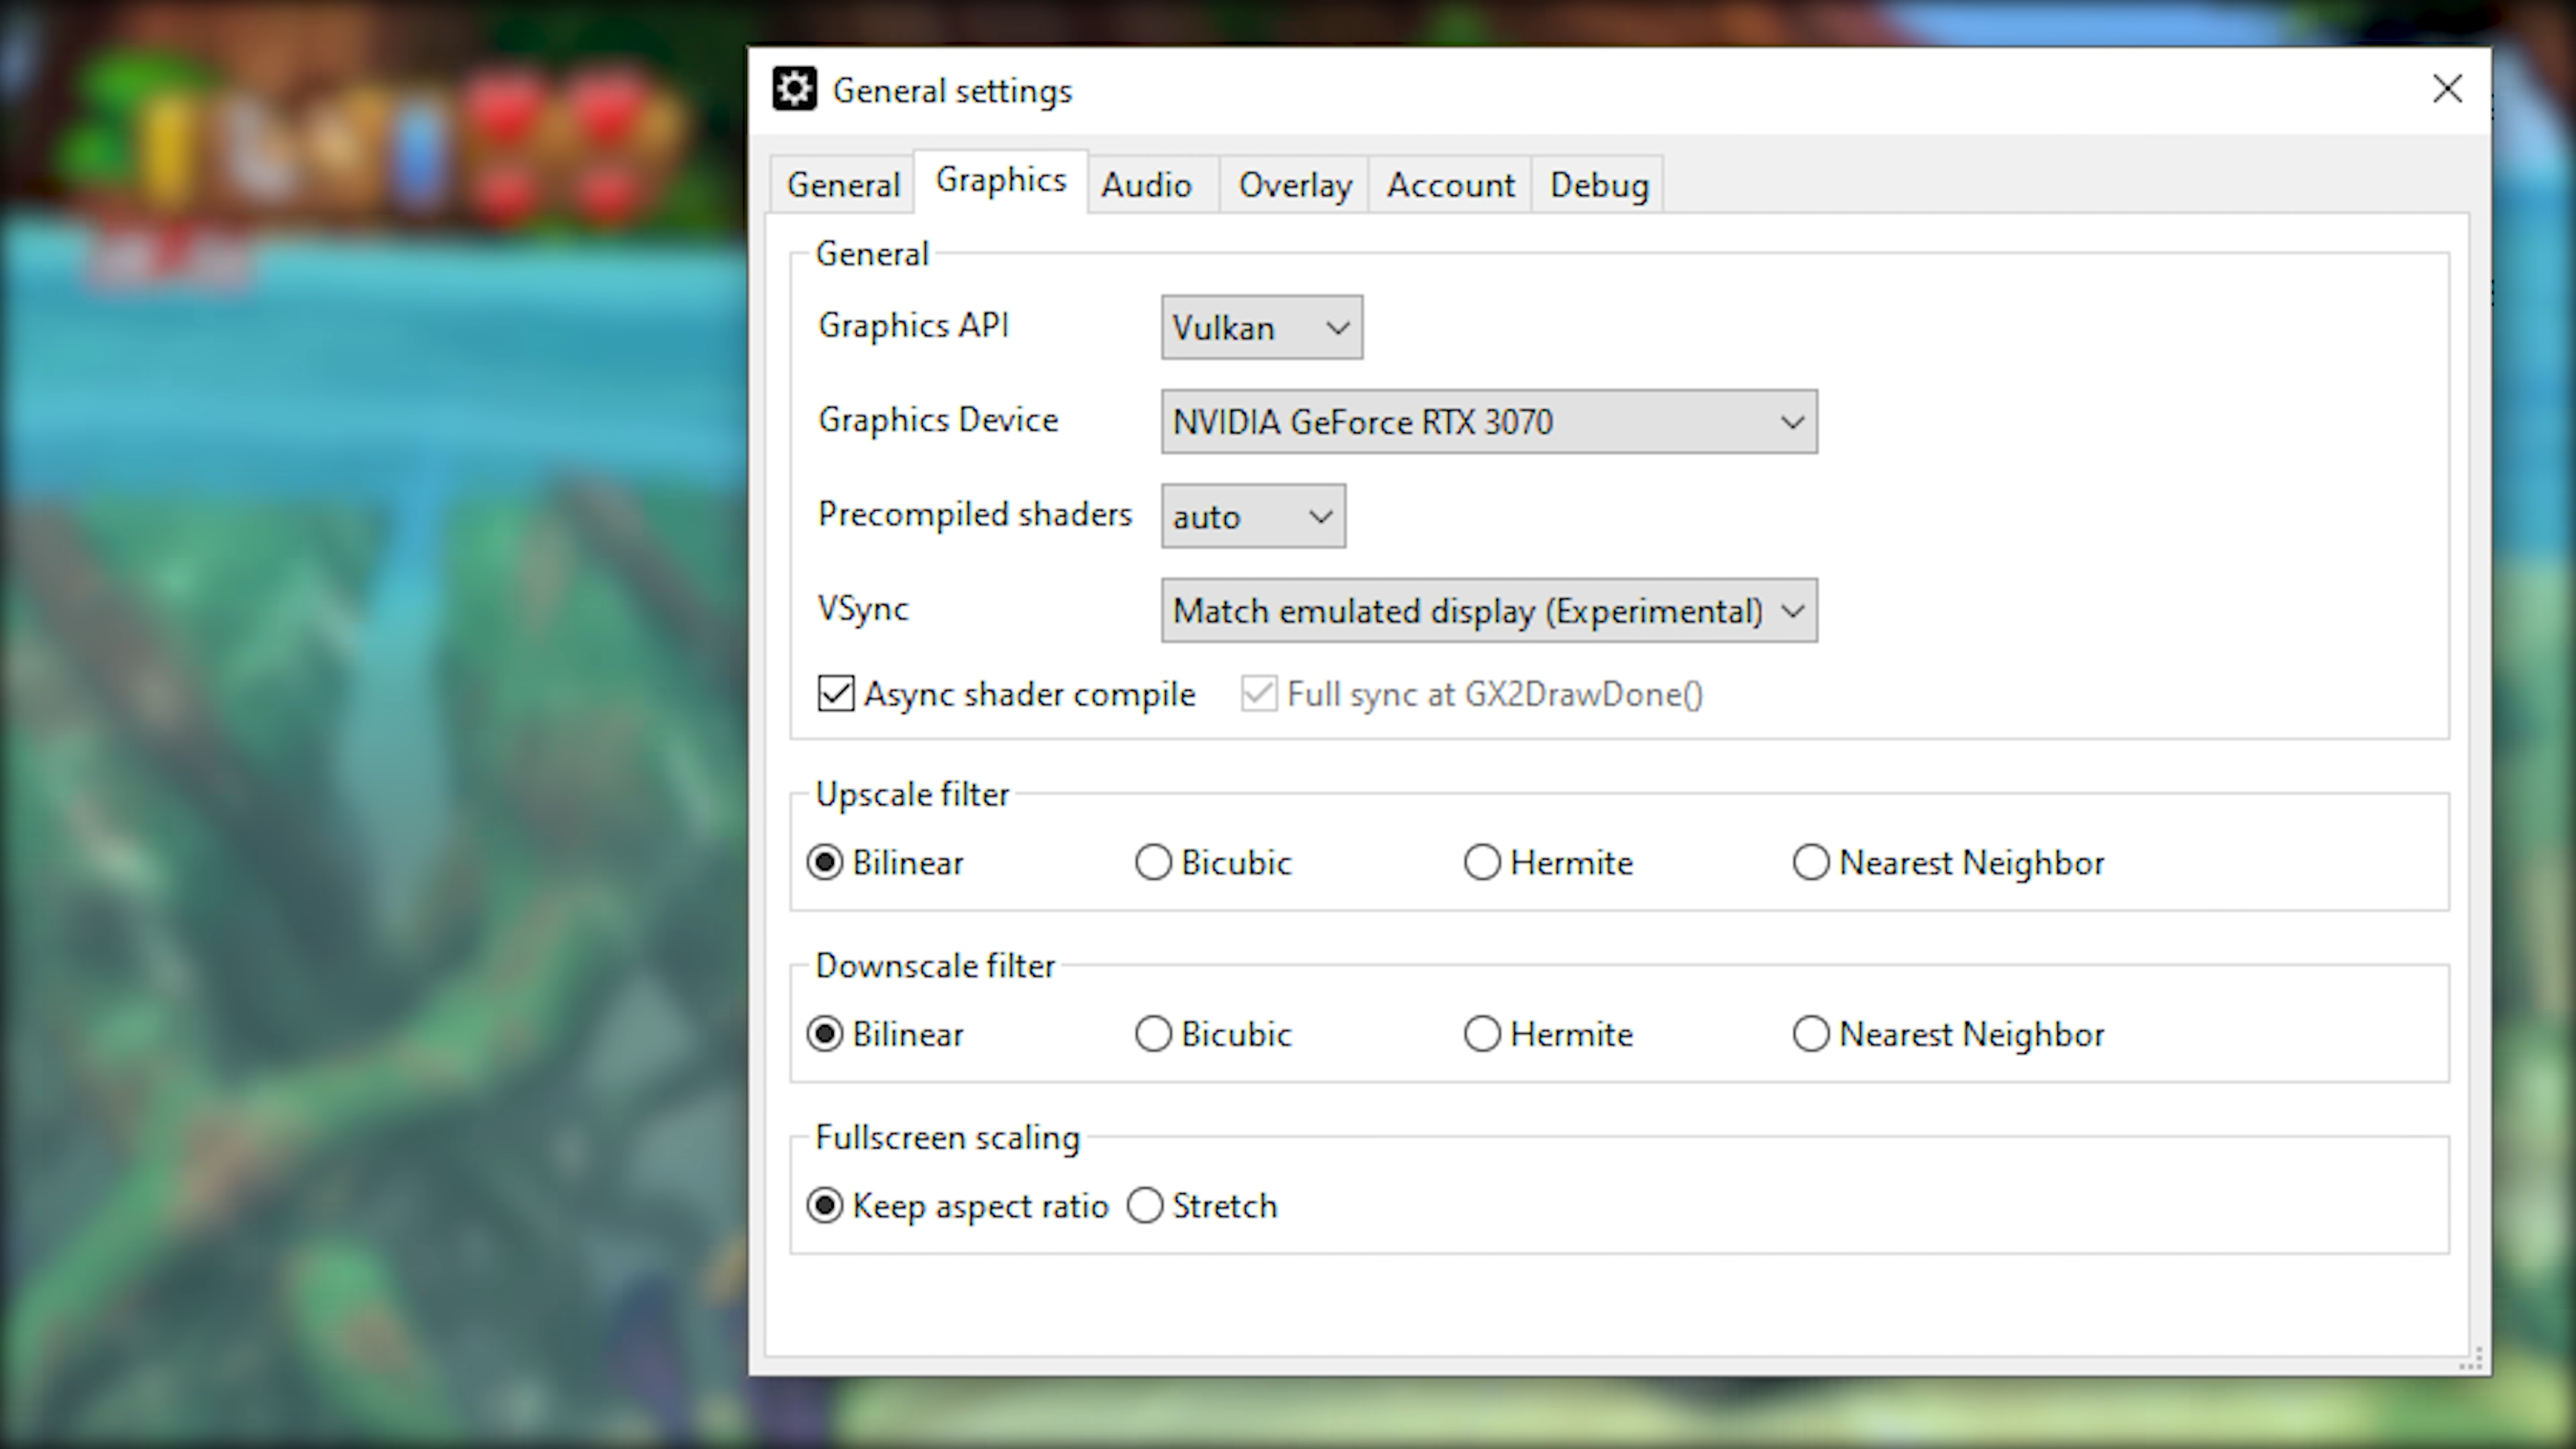 General settings
General Graphics Audio Overlay Account Debug
General
Graphics API Vulkan
Graphics Device NVIDIA GeForce RTX 3070
Precompiled shaders auto
VSync Match emulated display (Experimental)
Async shader compile Full sync at GX2DrawDone()
Upscale filter
Bilinear Bicubic Hermite Nearest Neighbor
Downscale filter
Bilinear Bicubic Hermite Nearest Neighbor
Fullscreen scaling
Keep aspect ratio Stretch